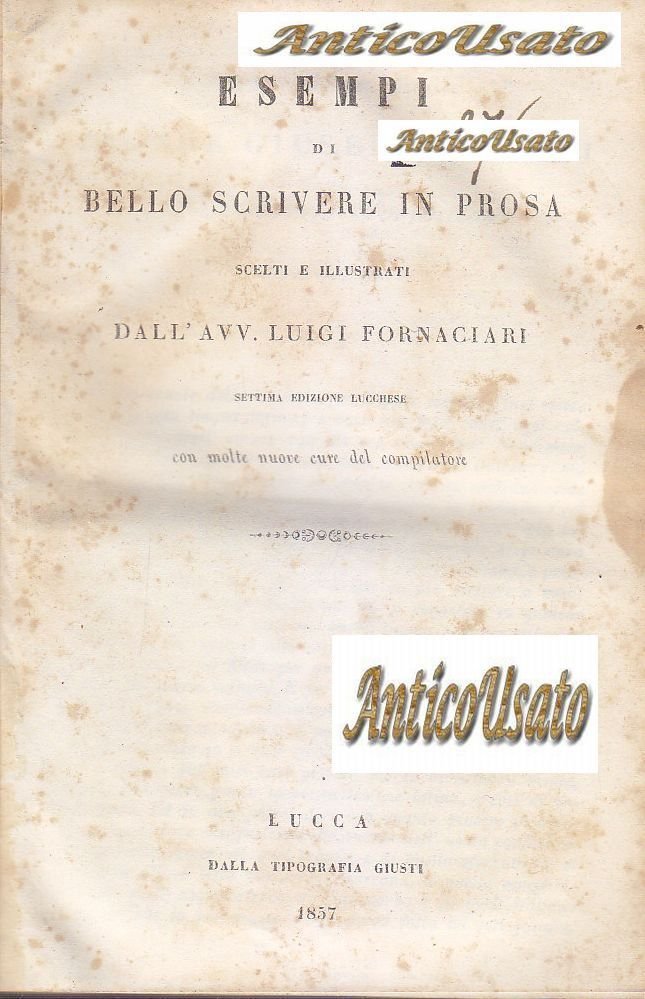 AnticoUsato
ESEMPI
DI
AnticoUsato
BELLO SCRIVERE IN PROSA
SCELTI E ILLUSTRATI
DALL' AVV. LUIGI FORNACIARI
SETTIMA EDIZIONE LUCCHESE
con molte nuove cure del compilatore
AnticoUsato
LUCCA
DALLA TIPOGRAFIA GIUSTI
1857